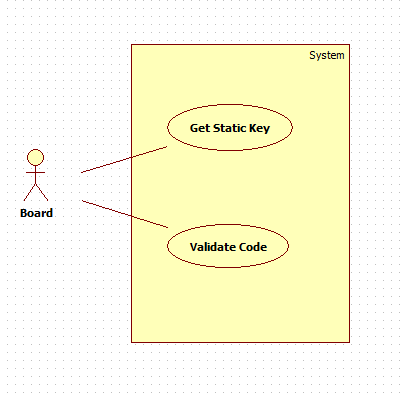 System
Get Static Key
Board
Validate Code